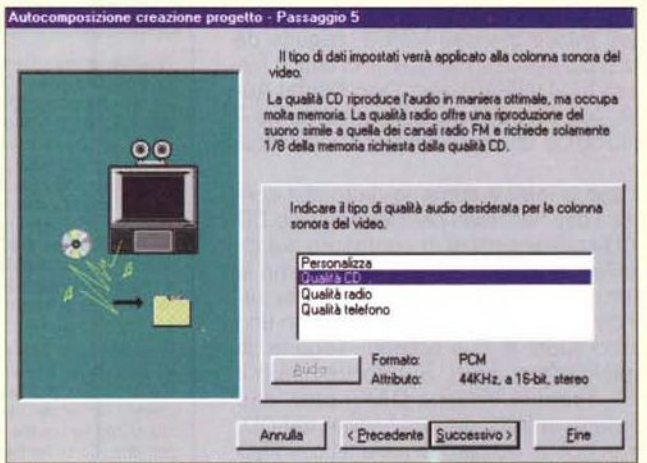 Autocomposizione creazione progetto - Passaggio 5
Il tipo di dati impostati verrà applicato alla colonna sonora del
video.
La qualità CD riproduce l'audio in maniera ottimale, ma occupa
molta memoria. La qualità radio offre una riproduzione del
suono simile a quella dei canali radio FM e richiede solamente
1/8 della memoria richiesta dalla qualità CD.
Indicare il tipo di qualità audio desiderata per la colonna
sonora del video.
Personalizza
Qualità CD
Qualità radio
Qualità telefono
Audio
Formato: PCM
Attributo: 44KHz, a 16-bit, stereo
Annulla
< Precedente
Successivo >
Fine